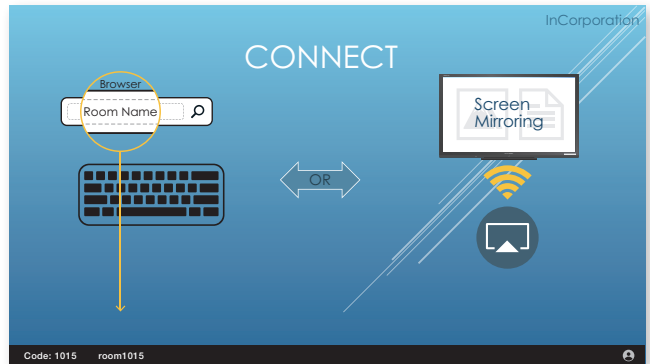 InCorporation
CONNECT
Browser
Room Name
Screen
Mirroring
OR
Code: 1015 room1015